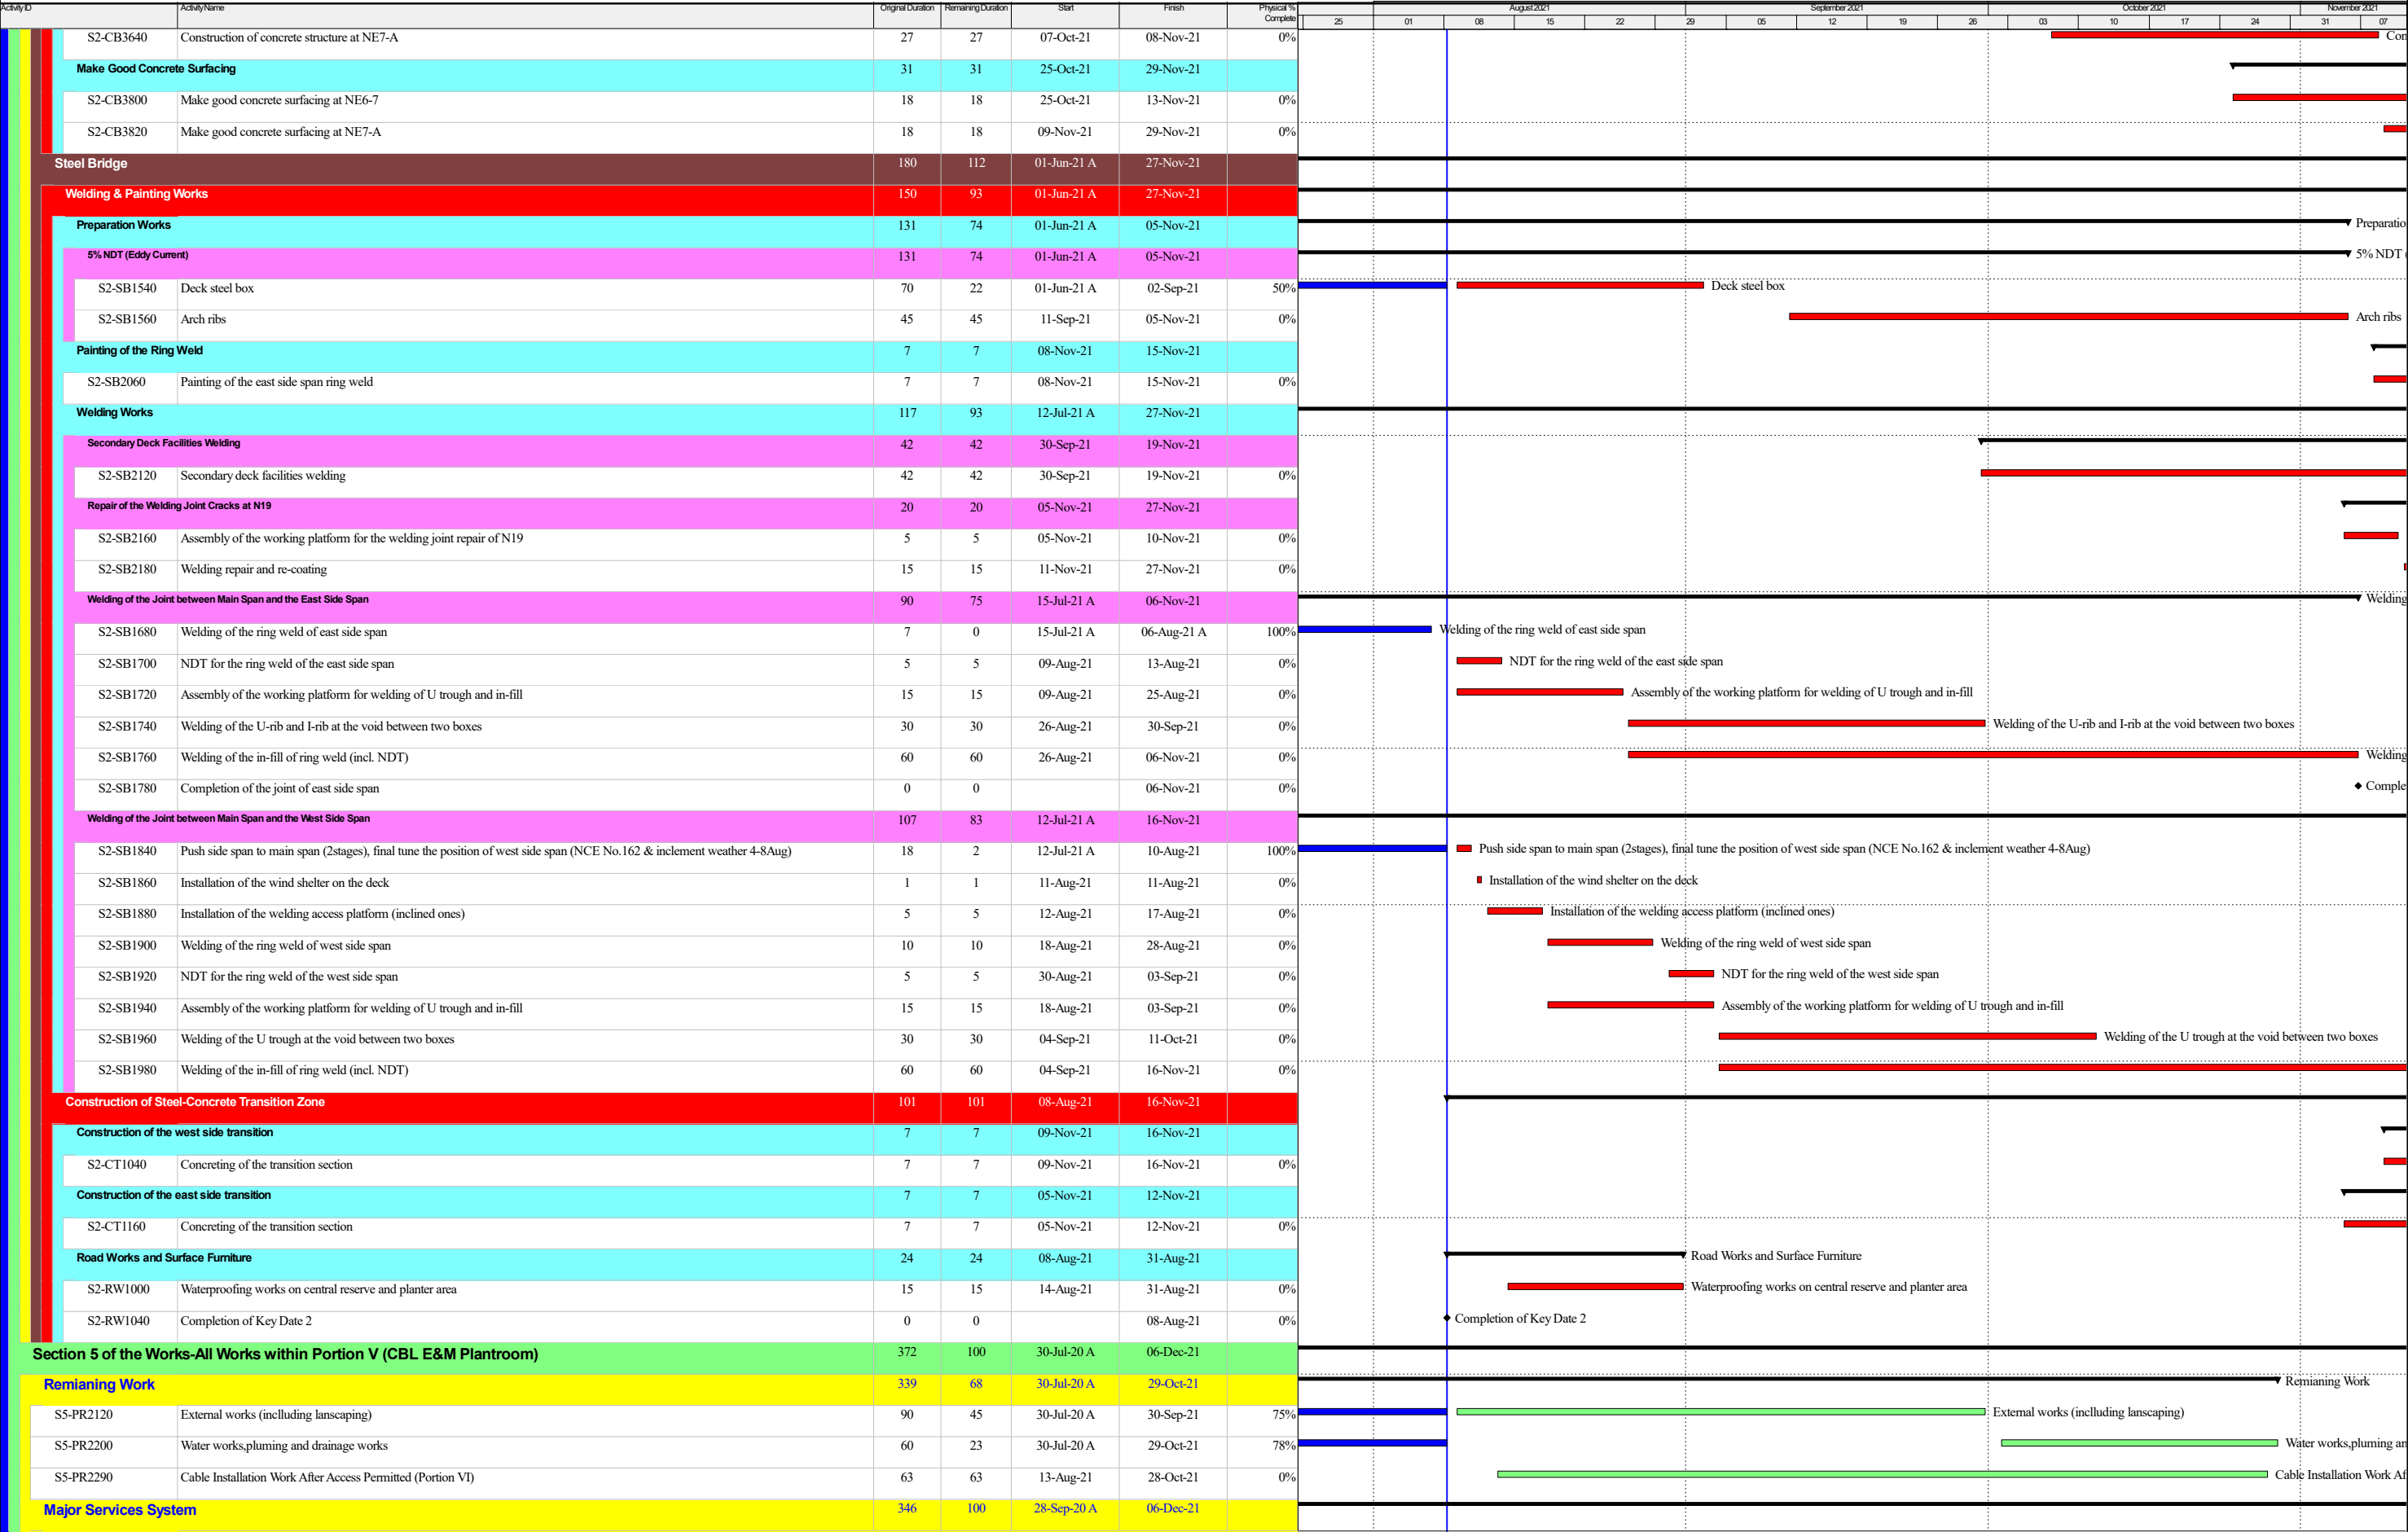 Activity ID Activity Name Original Duration Remaining Duration Start Finish Physical % Complete August 2021 September 2021 October 2021 November 2021
25 01 08 15 22 29 05 12 19 26 03 10 17 24 31 07
S2-CB3640 Construction of concrete structure at NE7-A 27 27 07-Oct-21 08-Nov-21 0% Con
Make Good Concrete Surfacing 31 31 25-Oct-21 29-Nov-21
S2-CB3800 Make good concrete surfacing at NE6-7 18 18 25-Oct-21 13-Nov-21 0%
S2-CB3820 Make good concrete surfacing at NE7-A 18 18 09-Nov-21 29-Nov-21 0%
Steel Bridge 180 112 01-Jun-21 A 27-Nov-21
Welding & Painting Works 150 93 01-Jun-21 A 27-Nov-21
Preparation Works 131 74 01-Jun-21 A 05-Nov-21 Preparatio
5% NDT (Eddy Current) 131 74 01-Jun-21 A 05-Nov-21 5% NDT (
S2-SB1540 Deck steel box 70 22 01-Jun-21 A 02-Sep-21 50% Deck steel box
S2-SB1560 Arch ribs 45 45 11-Sep-21 05-Nov-21 0% Arch ribs
Painting of the Ring Weld 7 7 08-Nov-21 15-Nov-21
S2-SB2060 Painting of the east side span ring weld 7 7 08-Nov-21 15-Nov-21 0%
Welding Works 117 93 12-Jul-21 A 27-Nov-21
Secondary Deck Facilities Welding 42 42 30-Sep-21 19-Nov-21
S2-SB2120 Secondary deck facilities welding 42 42 30-Sep-21 19-Nov-21 0%
Repair of the Welding Joint Cracks at N19 20 20 05-Nov-21 27-Nov-21
S2-SB2160 Assembly of the working platform for the welding joint repair of N19 5 5 05-Nov-21 10-Nov-21 0%
S2-SB2180 Welding repair and re-coating 15 15 11-Nov-21 27-Nov-21 0%
Welding of the Joint between Main Span and the East Side Span 90 75 15-Jul-21 A 06-Nov-21 Welding
S2-SB1680 Welding of the ring weld of east side span 7 0 15-Jul-21 A 06-Aug-21 A 100% Welding of the ring weld of east side span
S2-SB1700 NDT for the ring weld of the east side span 5 5 09-Aug-21 13-Aug-21 0% NDT for the ring weld of the east side span
S2-SB1720 Assembly of the working platform for welding of U trough and in-fill 15 15 09-Aug-21 25-Aug-21 0% Assembly of the working platform for welding of U trough and in-fill
S2-SB1740 Welding of the U-rib and I-rib at the void between two boxes 30 30 26-Aug-21 30-Sep-21 0% Welding of the U-rib and I-rib at the void between two boxes
S2-SB1760 Welding of the in-fill of ring weld (incl. NDT) 60 60 26-Aug-21 06-Nov-21 0% Welding
S2-SB1780 Completion of the joint of east side span 0 0 06-Nov-21 0% Comple
Welding of the Joint between Main Span and the West Side Span 107 83 12-Jul-21 A 16-Nov-21
S2-SB1840 Push side span to main span (2stages), final tune the position of west side span (NCE No.162 & inclement weather 4-8Aug) 18 2 12-Jul-21 A 10-Aug-21 100% Push side span to main span (2stages), final tune the position of west side span (NCE No.162 & inclement weather 4-8Aug)
S2-SB1860 Installation of the wind shelter on the deck 1 1 11-Aug-21 11-Aug-21 0% Installation of the wind shelter on the deck
S2-SB1880 Installation of the welding access platform (inclined ones) 5 5 12-Aug-21 17-Aug-21 0% Installation of the welding access platform (inclined ones)
S2-SB1900 Welding of the ring weld of west side span 10 10 18-Aug-21 28-Aug-21 0% Welding of the ring weld of west side span
S2-SB1920 NDT for the ring weld of the west side span 5 5 30-Aug-21 03-Sep-21 0% NDT for the ring weld of the west side span
S2-SB1940 Assembly of the working platform for welding of U trough and in-fill 15 15 18-Aug-21 03-Sep-21 0% Assembly of the working platform for welding of U trough and in-fill
S2-SB1960 Welding of the U trough at the void between two boxes 30 30 04-Sep-21 11-Oct-21 0% Welding of the U trough at the void between two boxes
S2-SB1980 Welding of the in-fill of ring weld (incl. NDT) 60 60 04-Sep-21 16-Nov-21 0%
Construction of Steel-Concrete Transition Zone 101 101 08-Aug-21 16-Nov-21
Construction of the west side transition 7 7 09-Nov-21 16-Nov-21
S2-CT1040 Concreting of the transition section 7 7 09-Nov-21 16-Nov-21 0%
Construction of the east side transition 7 7 05-Nov-21 12-Nov-21
S2-CT1160 Concreting of the transition section 7 7 05-Nov-21 12-Nov-21 0%
Road Works and Surface Furniture 24 24 08-Aug-21 31-Aug-21 Road Works and Surface Furniture
S2-RW1000 Waterproofing works on central reserve and planter area 15 15 14-Aug-21 31-Aug-21 0% Waterproofing works on central reserve and planter area
S2-RW1040 Completion of Key Date 2 0 0 08-Aug-21 0% Completion of Key Date 2
Section 5 of the Works-All Works within Portion V (CBL E&M Plantroom) 372 100 30-Jul-20 A 06-Dec-21
Remianing Work 339 68 30-Jul-20 A 29-Oct-21 Remianing Work
S5-PR2120 External works (inclluding lanscaping) 90 45 30-Jul-20 A 30-Sep-21 75% External works (inclluding lanscaping)
S5-PR2200 Water works,pluming and drainage works 60 23 30-Jul-20 A 29-Oct-21 78% Water works,pluming an
S5-PR2290 Cable Installation Work After Access Permitted (Portion VI) 63 63 13-Aug-21 28-Oct-21 0% Cable Installation Work Af
Major Services System 346 100 28-Sep-20 A 06-Dec-21